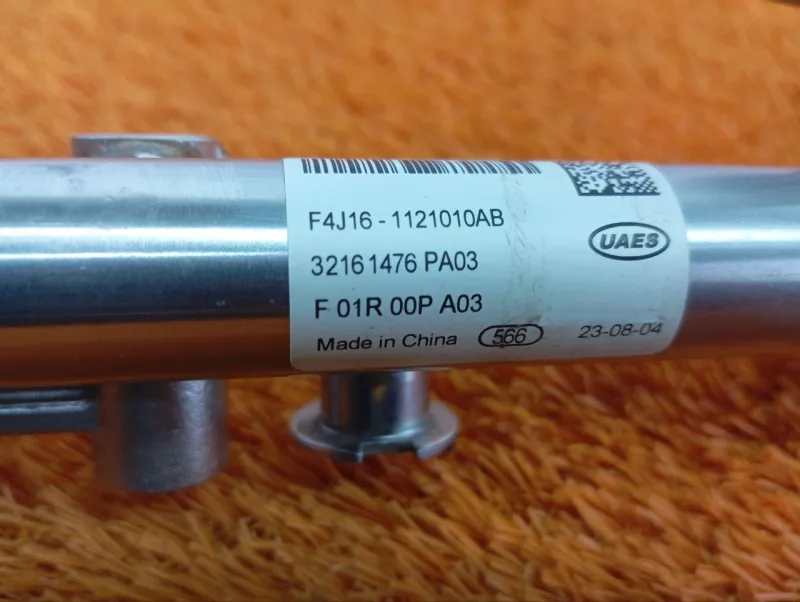 F4J16 - 1121010AB
32161476 PA03
UAES
F 01R 00P A03
Made in China 566 23-08-04